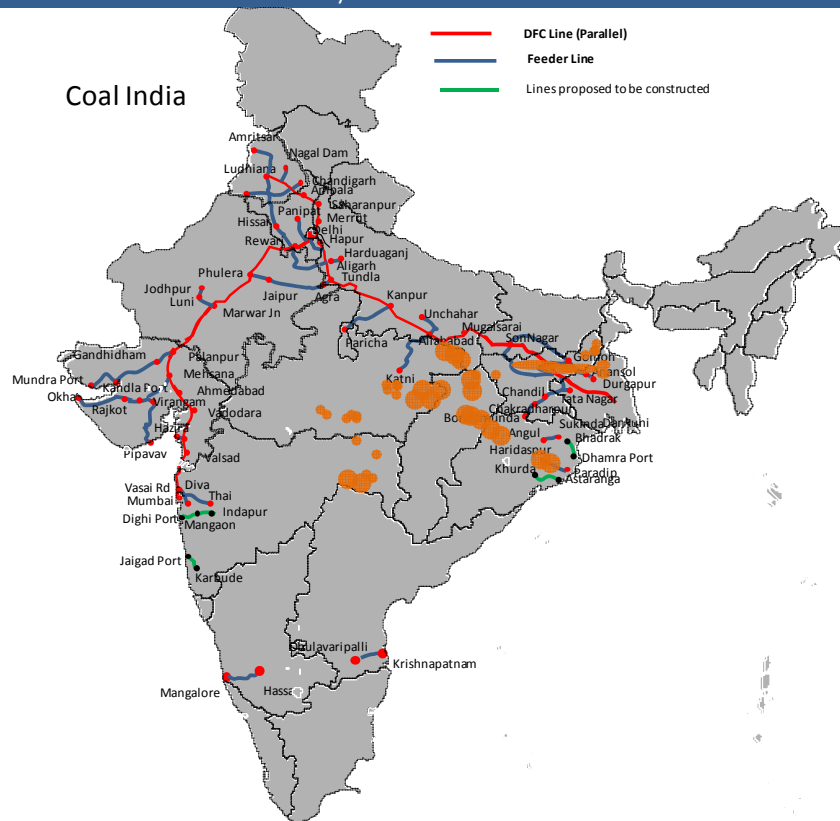 DFC Line (Parallel)
Feeder Line
Lines proposed to be constructed
Coal India
Amritsar
Nagal Dam
Ludhiana
Chandigarh
Ambala
Saharanpur
Panipat
Merrut
Hissar
Delhi
Rewari
Hapur
Harduaganj
Aligarh
Phulera
Tundla
Jodhpur
Jaipur
Agra
Kanpur
Luni
Marwar Jn
Unchahar
Mugalsarai
Paricha
Allahabad
SonNagar
Gandhidham
Palanpur
Gomoh
Mehsana
Katni
Asansol
Mundra Port
Kandla Port
Durgapur
Okha
Ahmedabad
Chandil
Virangam
Tata Nagar
Rajkot
Vadodara
Chakradharpur
Hazira
Sukinda
Dankuni
Angul
Bhadrak
Pipavav
Valsad
Haridaspur
Dhamra Port
Khurda
Paradip
Astaranga
Vasai Rd
Diva
Mumbai
Thai
Dighi Port
Indapur
Mangaon
Jaigad Port
Karbude
Krishnapatnam
Mangalore